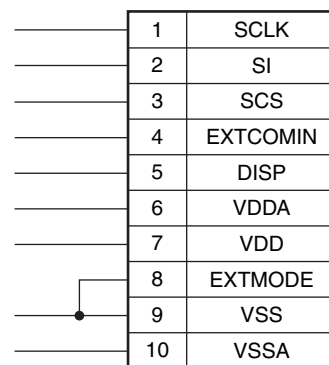 1 SCLK
2 SI
3 SCS
4 EXTCOMIN
5 DISP
6 VDDA
7 VDD
8 EXTMODE
9 VSS
10 VSSA